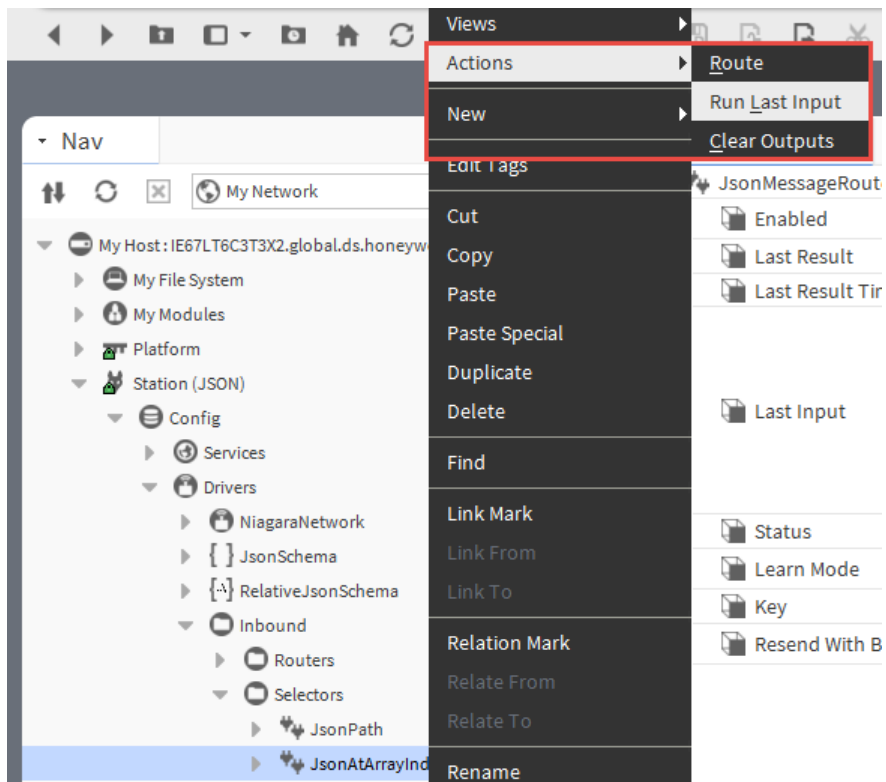 Nav
My Network
My Host : IE67LT6C3T3X2.global.ds.honeyw
My File System
My Modules
Platform
Station (JSON)
Config
Services
Drivers
NiagaraNetwork
{ } JsonSchema
RelativeJsonSchema
Inbound
Routers
Selectors
JsonPath
JsonAtArrayInd
Views
Actions
New
Edit Tags
Cut
Copy
Paste
Paste Special
Duplicate
Delete
Find
Link Mark
Link From
Link To
Relation Mark
Relate From
Relate To
Rename
Route
Run Last Input
Clear Outputs
JsonMessageRout
Enabled
Last Result
Last Result Tir
Last Input
Status
Learn Mode
Key
Resend With B